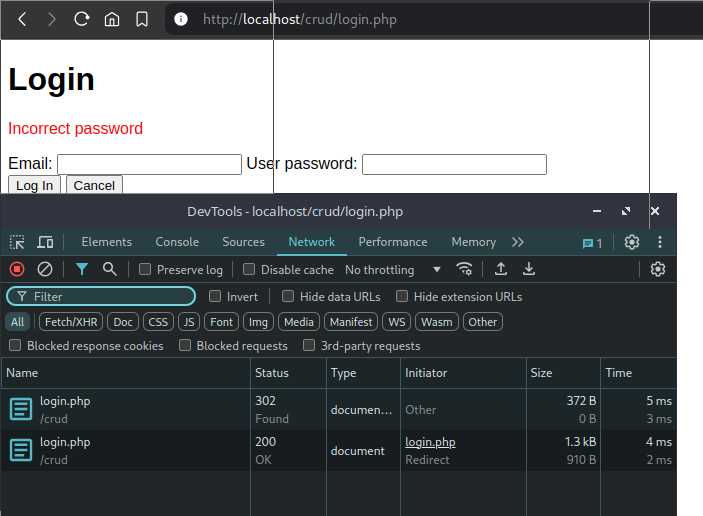 http://localhost/crud/login.php
Login
Incorrect password
Email: User password:
Log In Cancel
DevTools - localhost/crud/login.php
Elements Console Sources Network Performance Memory 1
Preserve log Disable cache No throttling
Filter Invert Hide data URLs Hide extension URLs
All Fetch/XHR Doc CSS JS Font Img Media Manifest WS Wasm Other
Blocked response cookies Blocked requests 3rd-party requests
Name Status Type Initiator Size Time
login.php 302 documen... Other 372 B 5 ms
/crud Found 0 B 3 ms
login.php 200 document login.php 1.3 kB 4 ms
/crud OK Redirect 910 B 2 ms